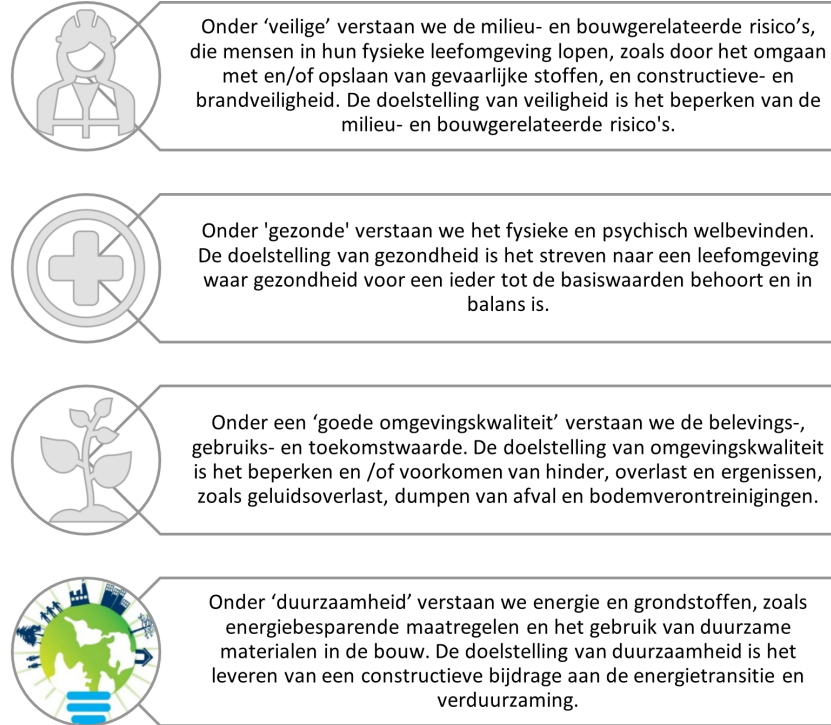 Onder ‘veilige’ verstaan we de milieu- en bouwgerelateerde risico’s,
die mensen in hun fysieke leefomgeving lopen, zoals door het omgaan
met en/of opslaan van gevaarlijke stoffen, en constructieve- en
brandveiligheid. De doelstelling van veiligheid is het beperken van de
milieu- en bouwgerelateerde risico's.
Onder 'gezonde' verstaan we het fysieke en psychisch welbevinden.
De doelstelling van gezondheid is het streven naar een leefomgeving
waar gezondheid voor een ieder tot de basiswaarden behoort en in
balans is.
Onder een ‘goede omgevingskwaliteit’ verstaan we de belevings-,
gebruiks- en toekomstwaarde. De doelstelling van omgevingskwaliteit
is het beperken en /of voorkomen van hinder, overlast en ergenissen,
zoals geluidsoverlast, dumpen van afval en bodemverontreinigingen.
Onder ‘duurzaamheid’ verstaan we energie en grondstoffen, zoals
energiebesparende maatregelen en het gebruik van duurzame
materialen in de bouw. De doelstelling van duurzaamheid is het
leveren van een constructieve bijdrage aan de energietransitie en
verduurzaming.